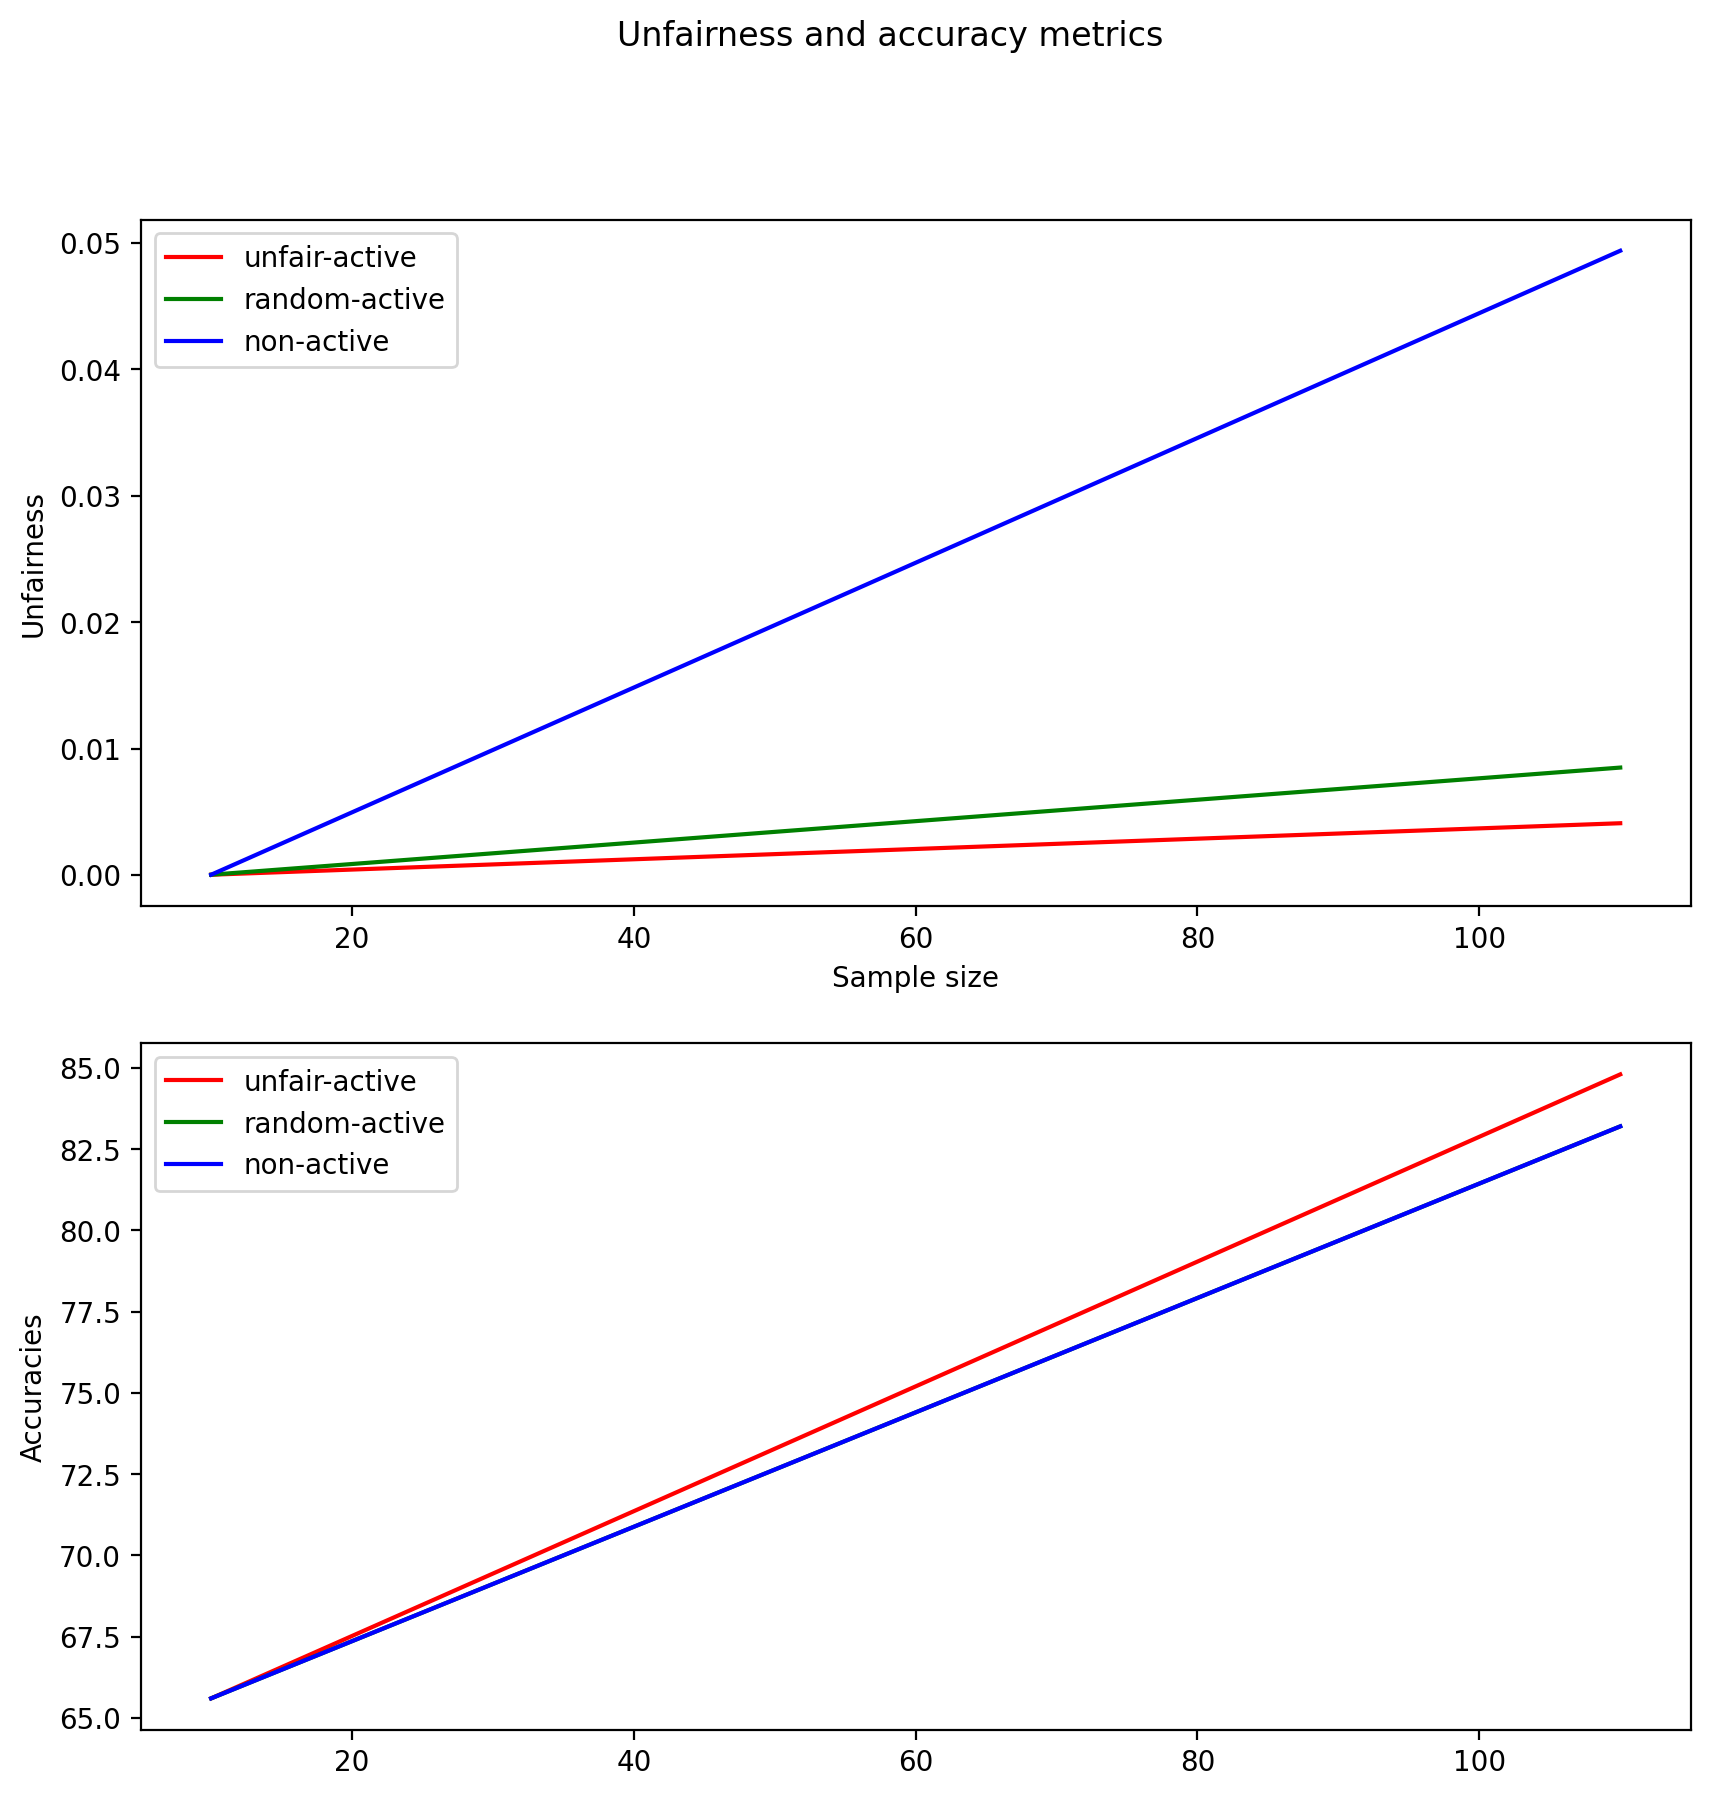 Unfairness and accuracy metrics
unfair-active
random-active
non-active
0.05
0.04
0.03
0.02
0.01
0.00
Unfairness
20 40 60 80 100
Sample size
unfair-active
random-active
non-active
85.0
82.5
80.0
77.5
75.0
72.5
70.0
67.5
65.0
Accuracies
20 40 60 80 100